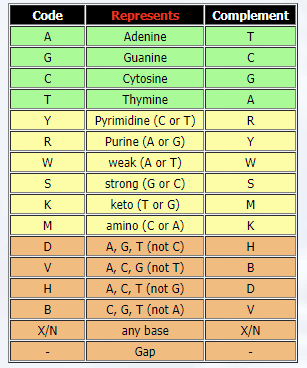 Code Represents Complement
A Adenine T
G Guanine C
C Cytosine G
T Thymine A
Y Pyrimidine (C or T) R
R Purine (A or G) Y
W weak (A or T) W
S strong (G or C) S
K keto (T or G) M
M amino (C or A) K
D A, G, T (not C) H
V A, C, G (not T) B
H A, C, T (not G) D
B C, G, T (not A) V
X/N any base X/N
- Gap -